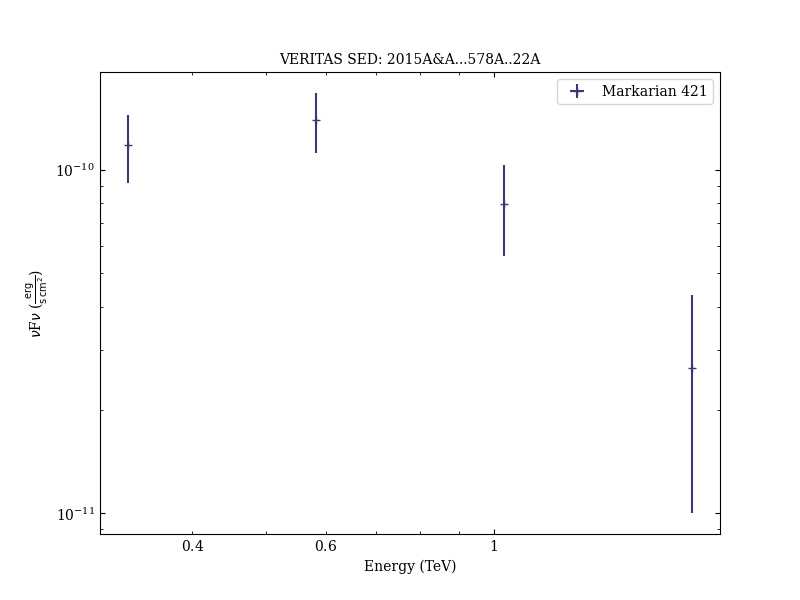 VERITAS SED: 2015A&A...578A..22A
Markarian 421
10⁻¹⁰
νFν (erg/s cm²)
10⁻¹¹
0.4 0.6 1
Energy (TeV)